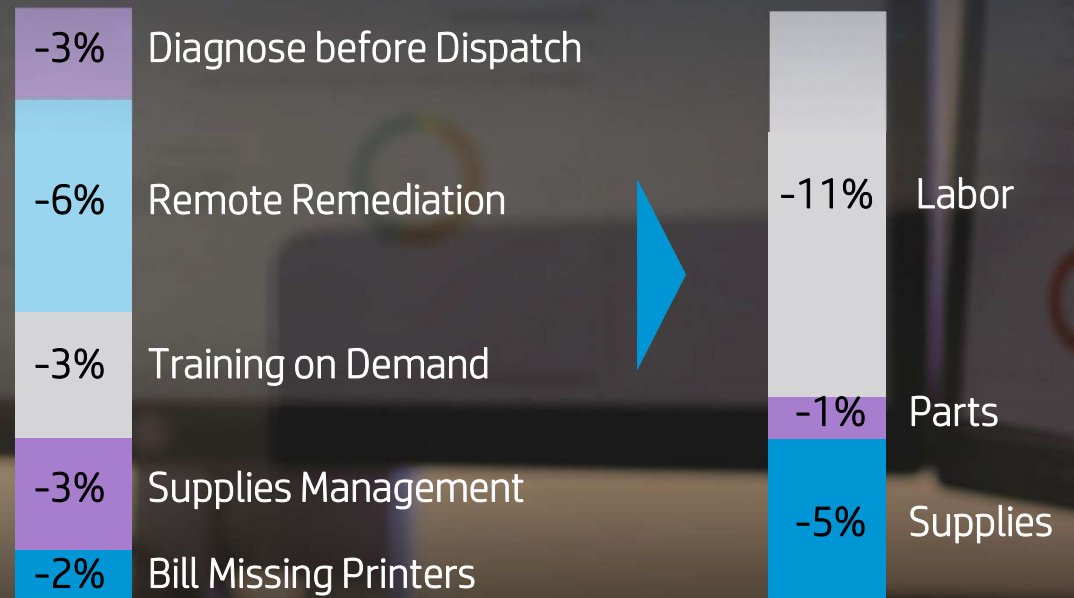 -3% Diagnose before Dispatch
-6% Remote Remediation
-3% Training on Demand
-3% Supplies Management
-2% Bill Missing Printers
-11% Labor
-1% Parts
-5% Supplies